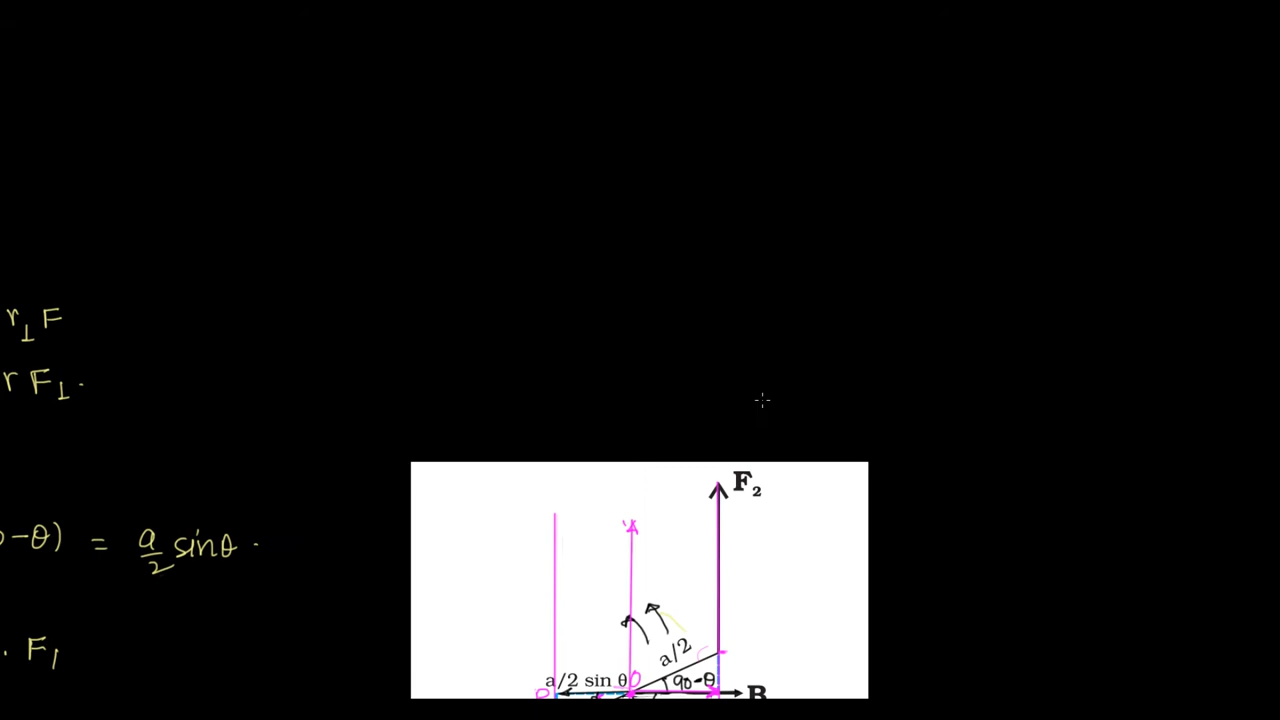 r⊥ F
r F⊥.
-θ) = a/2 sinθ.
. F₁
F₂
a/2
a/2 sin θ
90-θ
B